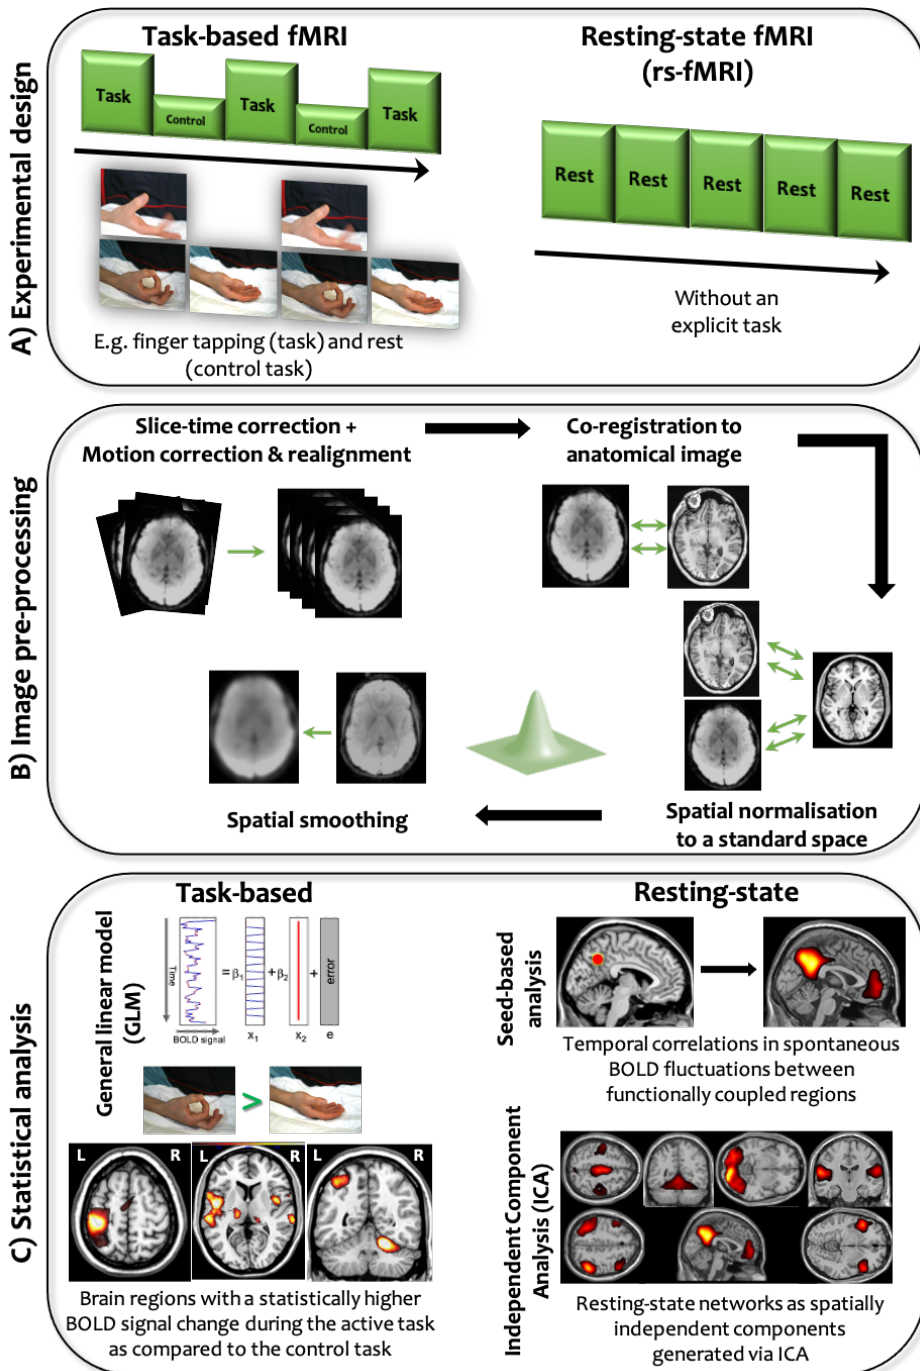 A) Experimental design
Task-based fMRI
Task
Control
Task
Control
Task
E.g. finger tapping (task) and rest
(control task)
Resting-state fMRI
(rs-fMRI)
Rest
Rest
Rest
Rest
Rest
Without an
explicit task
B) Image pre-processing
Slice-time correction +
Motion correction & realignment
Co-registration to
anatomical image
Spatial normalisation
to a standard space
Spatial smoothing
C) Statistical analysis
Task-based
General linear model
(GLM)
Time
BOLD signal
= β1 + β2 +
error
x1 x2 e
>
L R L R L R
Brain regions with a statistically higher
BOLD signal change during the active task
as compared to the control task
Resting-state
Seed-based
analysis
Temporal correlations in spontaneous
BOLD fluctuations between
functionally coupled regions
Independent Component
Analysis (ICA)
Resting-state networks as spatially
independent components
generated via ICA